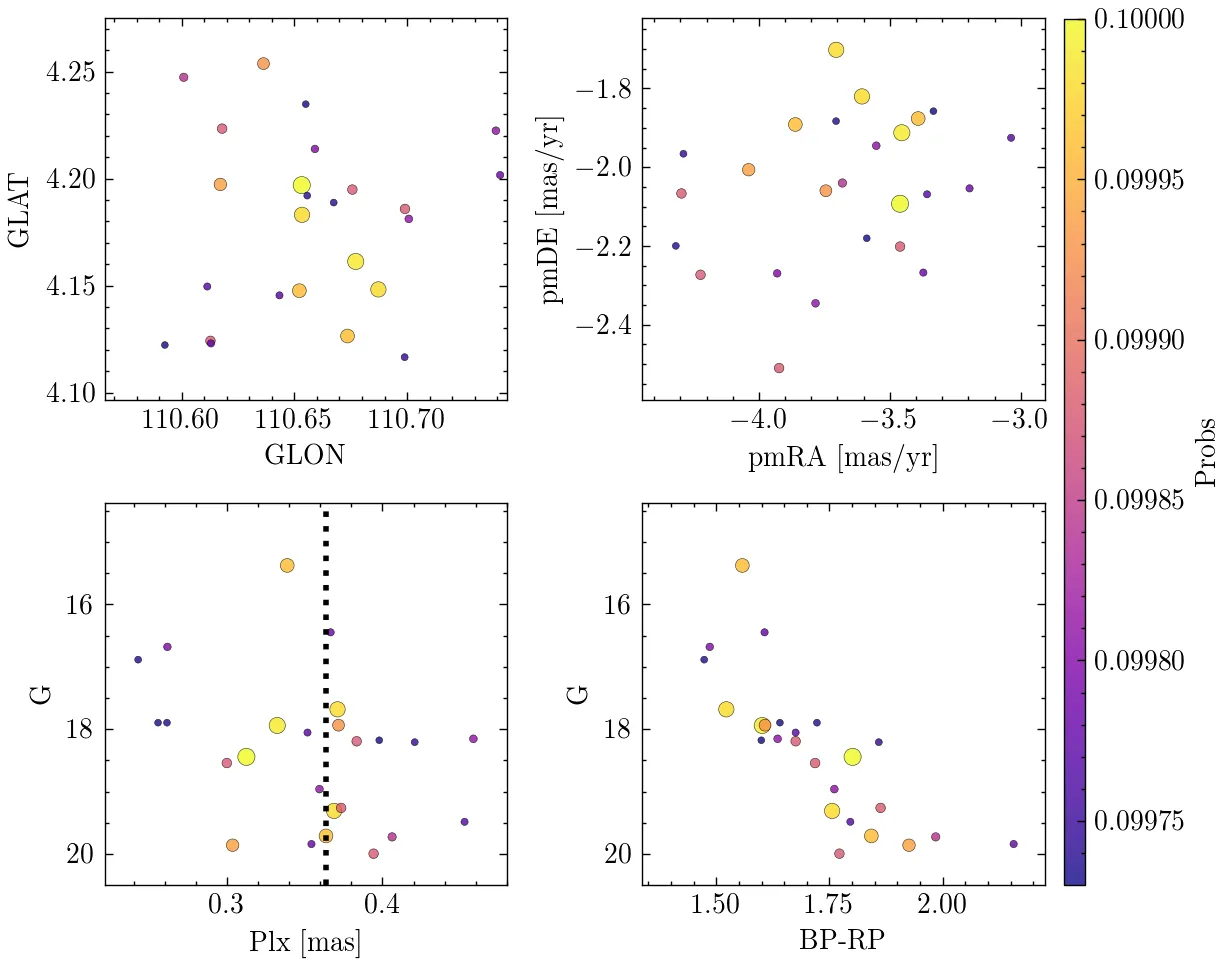 4.25
4.20
4.15
4.10
GLAT
110.60 110.65 110.70
GLON
−1.8
−2.0
−2.2
−2.4
pmDE [mas/yr]
−4.0 −3.5 −3.0
pmRA [mas/yr]
16
18
20
G
0.3 0.4
Plx [mas]
16
18
20
G
1.50 1.75 2.00
BP-RP
0.10000
0.09995
0.09990
0.09985
0.09980
0.09975
Probs